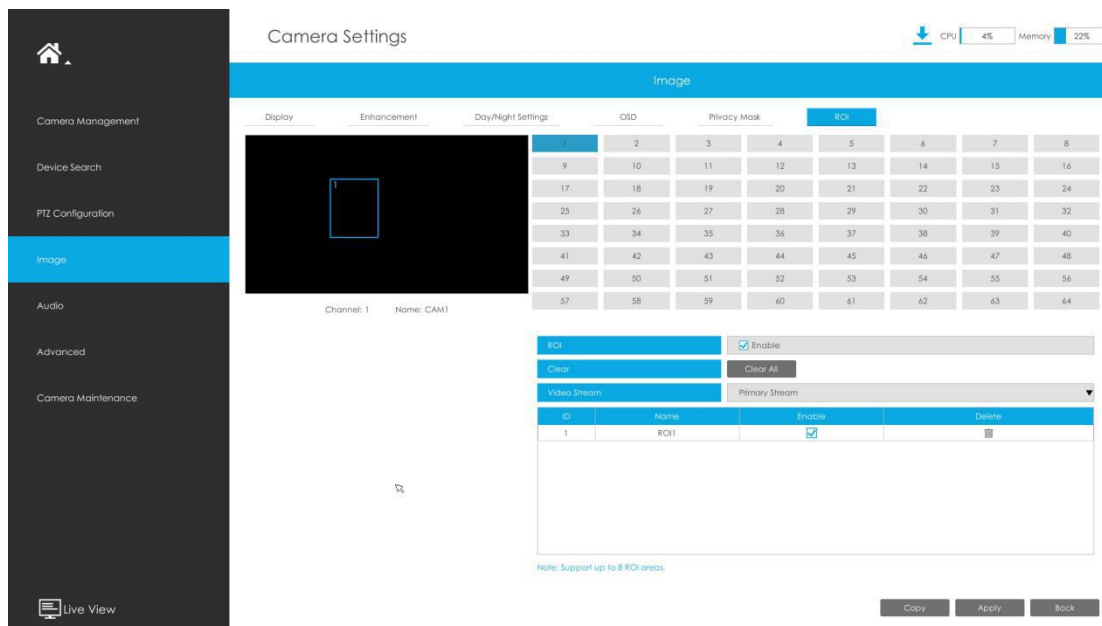 Camera Settings
CPU 4% Memory 22%
Image
Camera Management
Device Search
PTZ Configuration
Image
Audio
Advanced
Camera Maintenance
Live View
Display Enhancement Day/Night Settings OSD Privacy Mask ROI
1
Channel: 1 Name: CAM1
1 2 3 4 5 6 7 8
9 10 11 12 13 14 15 16
17 18 19 20 21 22 23 24
25 26 27 28 29 30 31 32
33 34 35 36 37 38 39 40
41 42 43 44 45 46 47 48
49 50 51 52 53 54 55 56
57 58 59 60 61 62 63 64
ROI Enable
Clear Clear All
Video Stream Primary Stream
ID Name Enable Delete
1 ROI1
Note: Support up to 8 ROI areas.
Copy Apply Back